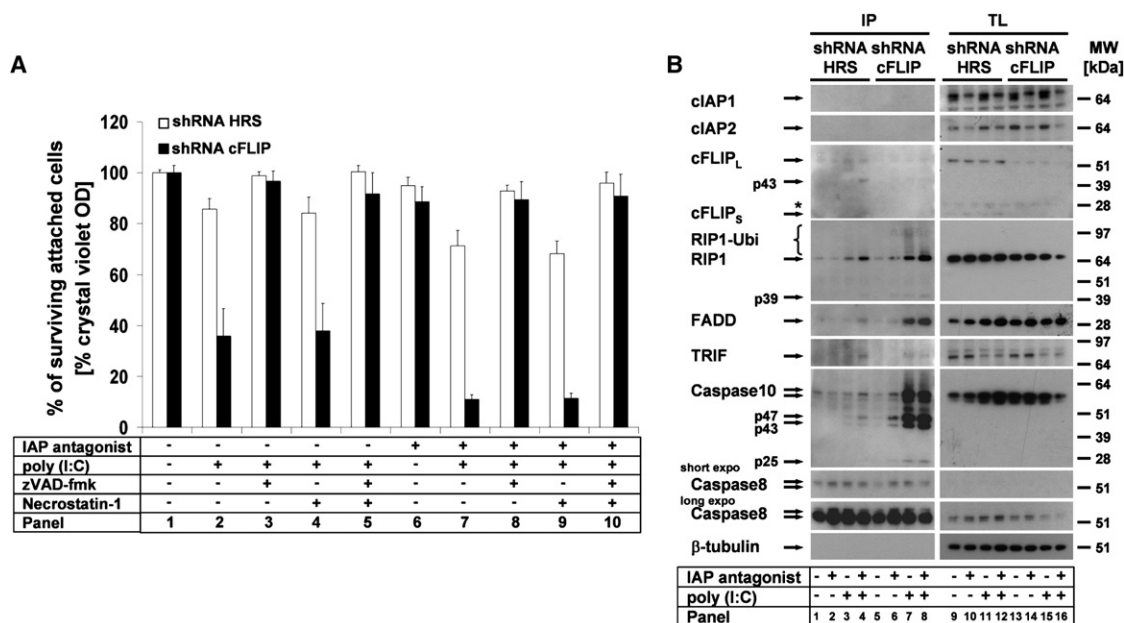 A
% of surviving attached cells
[% crystal violet OD]
120
100
80
60
40
20
0
shRNA HRS
shRNA cFLIP
IAP antagonist - - - - - + + + + +
poly (I:C) - + + + + - + + + +
zVAD-fmk + + + +
Necrostatin-1 + + + +
Panel 1 2 3 4 5 6 7 8 9 10
B
IP TL
shRNA shRNA shRNA shRNA MW
HRS cFLIP HRS cFLIP [kDa]
cIAP1 64
cIAP2 64
cFLIPL 51
p43 39
* 28
cFLIPS
97
RIP1-Ubi
RIP1 64
51
p39 39
FADD 28
97
TRIF 64
Caspase10 64
p47 51
p43
39
p25 28
short expo
Caspase8 51
long expo
Caspase8 51
β-tubulin 51
IAP antagonist - + - + - + - + - + - + - + - +
poly (I:C) - - + + - - + + - - + + - - + +
Panel 1 2 3 4 5 6 7 8 9 10 11 12 13 14 15 16